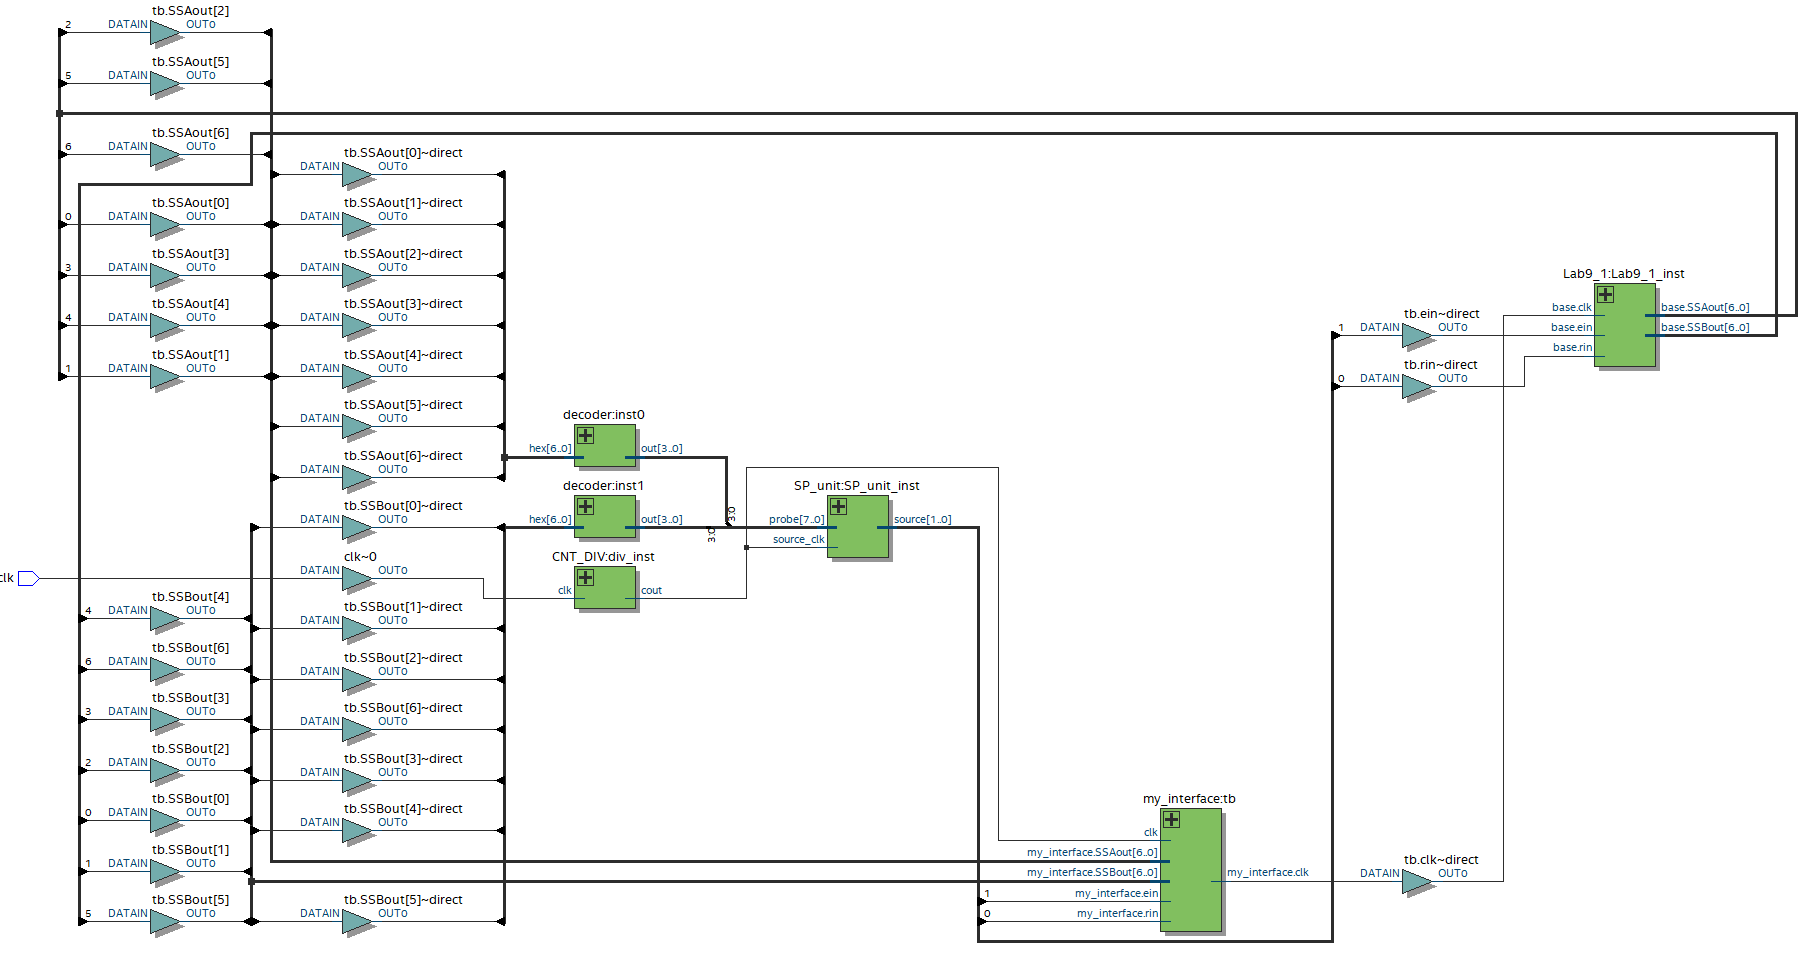 tb.SSAout[2]
2 DATAIN OUT0
tb.SSAout[5]
5 DATAIN OUT0
tb.SSAout[6]
6 DATAIN OUT0
tb.SSAout[0]
0 DATAIN OUT0
tb.SSAout[3]
3 DATAIN OUT0
tb.SSAout[4]
4 DATAIN OUT0
tb.SSAout[1]
1 DATAIN OUT0
tb.SSAout[0]~direct
DATAIN OUT0
tb.SSAout[1]~direct
DATAIN OUT0
tb.SSAout[2]~direct
DATAIN OUT0
tb.SSAout[3]~direct
DATAIN OUT0
tb.SSAout[4]~direct
DATAIN OUT0
tb.SSAout[5]~direct
DATAIN OUT0
tb.SSAout[6]~direct
DATAIN OUT0
tb.SSBout[0]~direct
DATAIN OUT0
clk~0
DATAIN OUT0
clk
tb.SSBout[4]
4 DATAIN OUT0
tb.SSBout[6]
6 DATAIN OUT0
tb.SSBout[3]
3 DATAIN OUT0
tb.SSBout[2]
2 DATAIN OUT0
tb.SSBout[0]
0 DATAIN OUT0
tb.SSBout[1]
1 DATAIN OUT0
tb.SSBout[5]
5 DATAIN OUT0
tb.SSBout[1]~direct
DATAIN OUT0
tb.SSBout[2]~direct
DATAIN OUT0
tb.SSBout[6]~direct
DATAIN OUT0
tb.SSBout[3]~direct
DATAIN OUT0
tb.SSBout[4]~direct
DATAIN OUT0
tb.SSBout[5]~direct
DATAIN OUT0
decoder:inst0
hex[6..0] out[3..0]
decoder:inst1
hex[6..0] out[3..0]
3:0
3:0
CNT_DIV:div_inst
clk cout
SP_unit:SP_unit_inst
probe[7..0] source[1..0]
source_clk
my_interface:tb
clk
my_interface.SSAout[6..0]
my_interface.SSBout[6..0]
my_interface.clk
1 my_interface.ein
0 my_interface.rin
tb.ein~direct
1 DATAIN OUT0
tb.rin~direct
0 DATAIN OUT0
tb.clk~direct
DATAIN OUT0
Lab9_1:Lab9_1_inst
base.clk base.SSAout[6..0]
base.ein base.SSBout[6..0]
base.rin